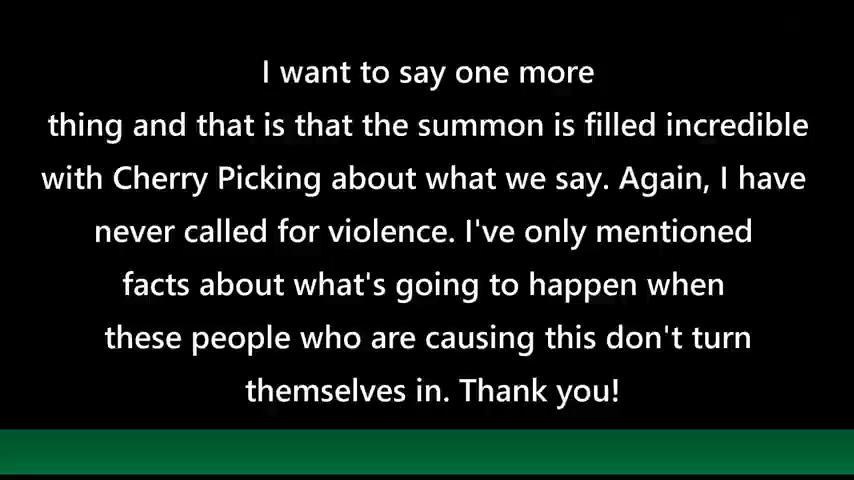 I want to say one more
thing and that is that the summon is filled incredible
with Cherry Picking about what we say. Again, I have
never called for violence. I've only mentioned
facts about what's going to happen when
these people who are causing this don't turn
themselves in. Thank you!